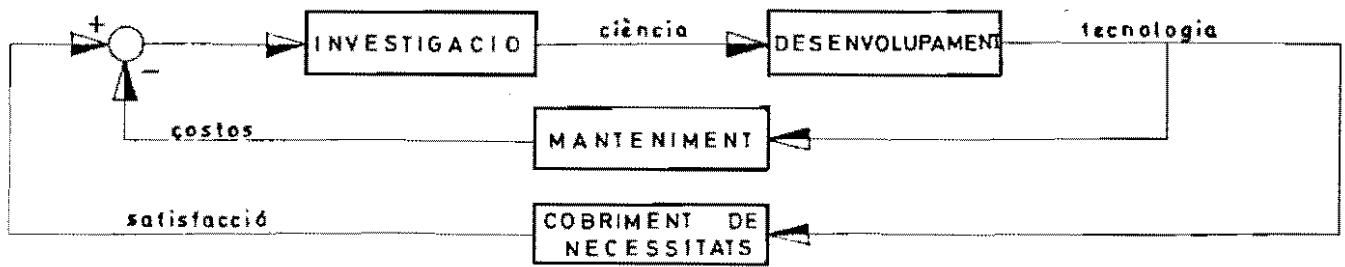 +
INVESTIGACIO
ciència
DESENVOLUPAMENT
tecnologia
−
costos
MANTENIMENT
satisfacció
COBRIMENT DE
NECESSITATS